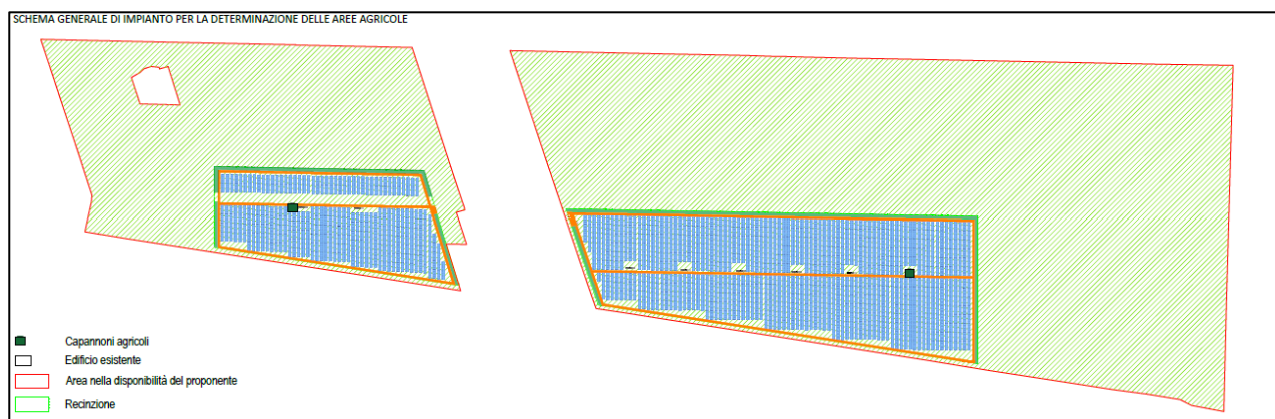 SCHEMA GENERALE DI IMPIANTO PER LA DETERMINAZIONE DELLE AREE AGRICOLE
Capannoni agricoli
Edificio esistente
Area nella disponibilità del proponente
Recinzione